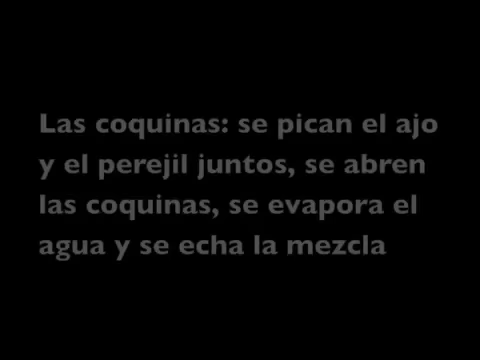 Las coquinas: se pican el ajo
y el perejil juntos, se abren
las coquinas, se evapora el
agua y se echa la mezcla